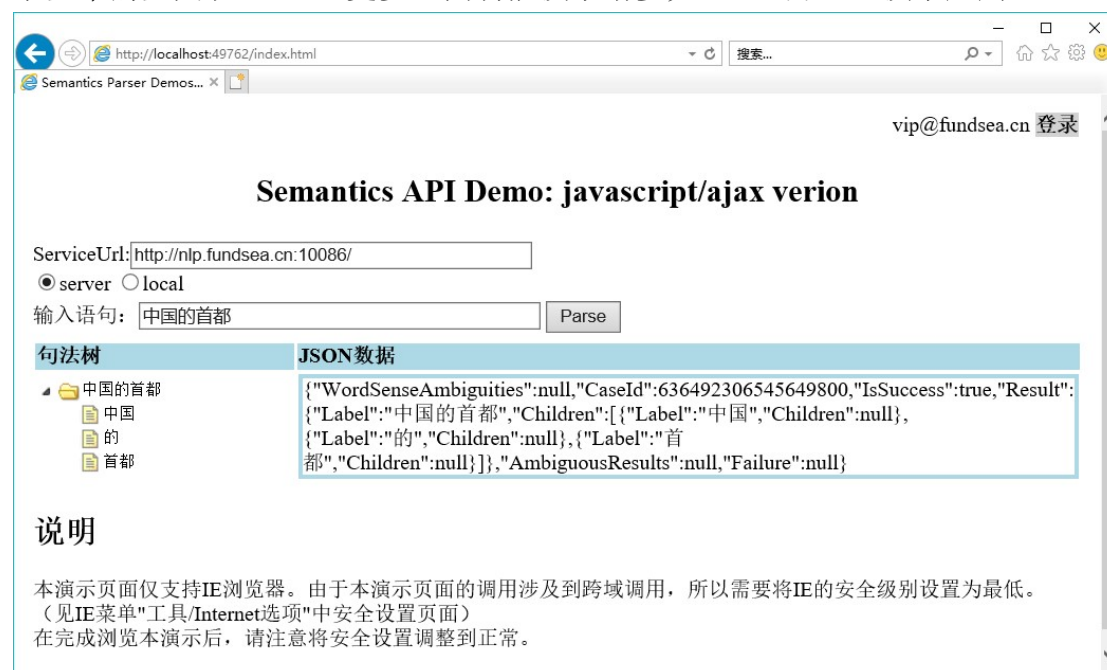 http://localhost:49762/index.html
搜索...
Semantics Parser Demos...
vip@fundsea.cn 登录
Semantics API Demo: javascript/ajax verion
ServiceUrl: http://nlp.fundsea.cn:10086/
server local
输入语句： 中国的首都 Parse
句法树 JSON数据
中国的首都
中国
的
首都
{"WordSenseAmbiguities":null,"CaseId":636492306545649800,"IsSuccess":true,"Result":
{"Label":"中国的首都","Children":[{"Label":"中国","Children":null},
{"Label":"的","Children":null},{"Label":"首
都","Children":null}]},"AmbiguousResults":null,"Failure":null}
说明
本演示页面仅支持IE浏览器。由于本演示页面的调用涉及到跨域调用，所以需要将IE的安全级别设置为最低。
（见IE菜单"工具/Internet选项"中安全设置页面）
在完成浏览本演示后，请注意将安全设置调整到正常。